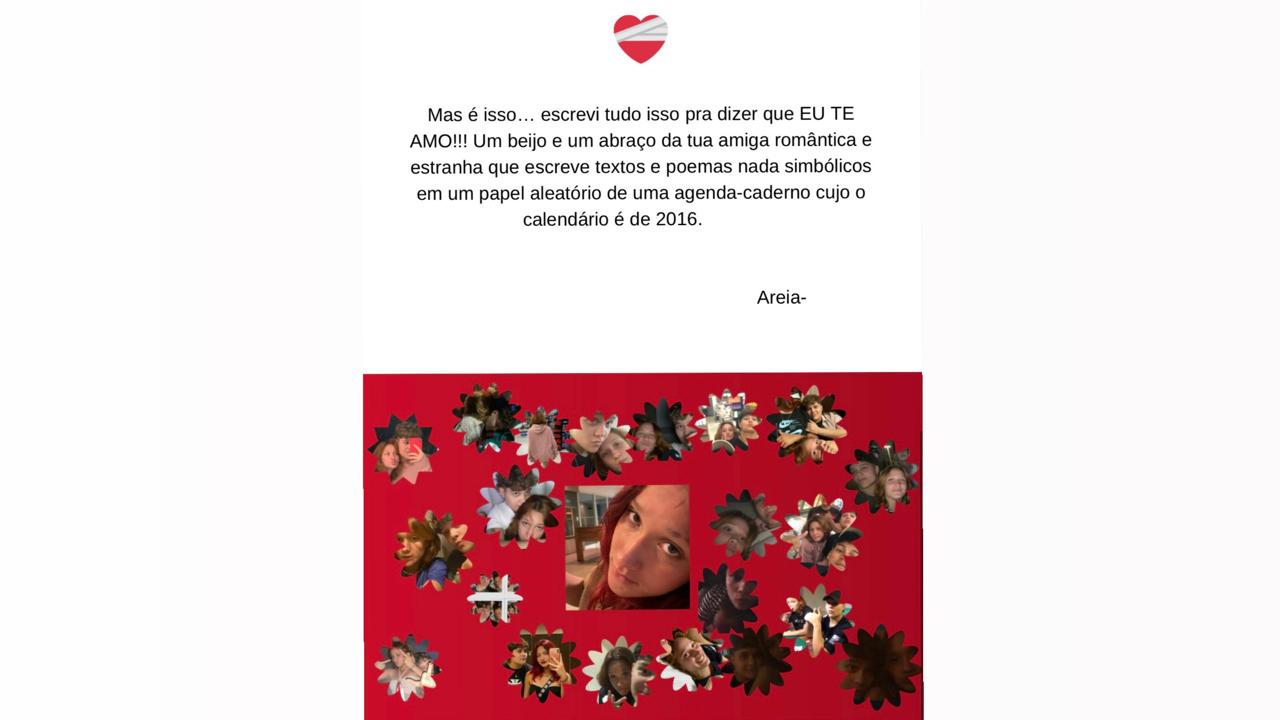 Mas é isso… escrevi tudo isso pra dizer que EU TE
AMO!!! Um beijo e um abraço da tua amiga romântica e
estranha que escreve textos e poemas nada simbólicos
em um papel aleatório de uma agenda-caderno cujo o
calendário é de 2016.
Areia-